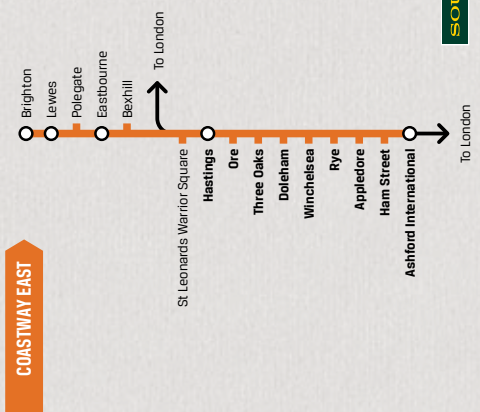 COASTWAY EAST
Brighton
Lewes
Polegate
Eastbourne
Bexhill
To London
St Leonards Warrior Square
Hastings
Ore
Three Oaks
Doleham
Winchelsea
Rye
Appledore
Ham Street
Ashford International
To London